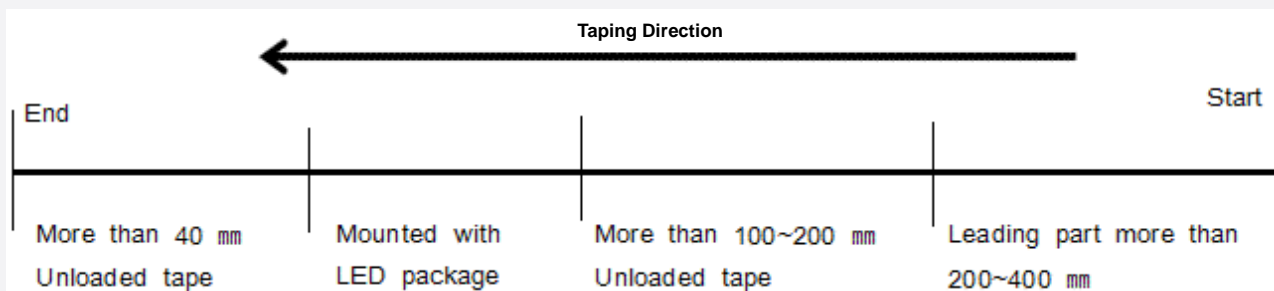 Taping Direction
End
Start
More than 40 ㎜
Unloaded tape
Mounted with
LED package
More than 100~200 ㎜
Unloaded tape
Leading part more than
200~400 ㎜